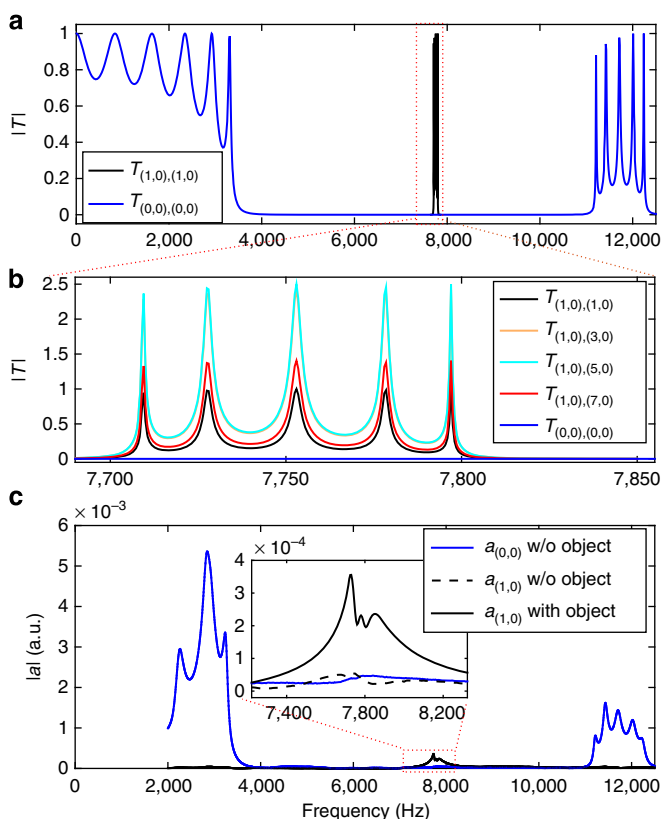 a
1
0.8
0.6
0.4
0.2
0
|T|
T(1,0),(1,0)
T(0,0),(0,0)
0 2,000 4,000 6,000 8,000 10,000 12,000
b
2.5
2
1.5
1
0.5
0
|T|
T(1,0),(1,0)
T(1,0),(3,0)
T(1,0),(5,0)
T(1,0),(7,0)
T(0,0),(0,0)
7,700 7,750 7,800 7,850
c
× 10⁻³
6
5
4
3
2
1
0
|a| (a.u.)
× 10⁻⁴
4
3
2
1
0
7,400 7,800 8,200
a(0,0) w/o object
a(1,0) w/o object
a(1,0) with object
0 2,000 4,000 6,000 8,000 10,000 12,000
Frequency (Hz)